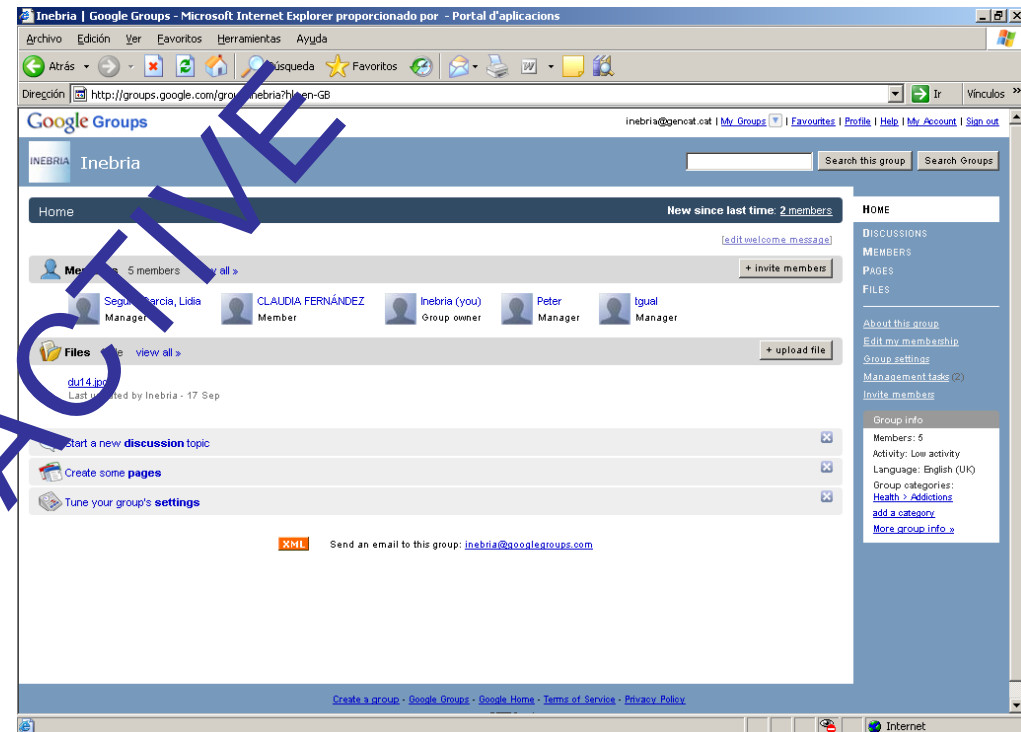 Inebria | Google Groups - Microsoft Internet Explorer proporcionado por - Portal d'aplicacions
Archivo Edición Ver Favoritos Herramientas Ayuda
Atrás Búsqueda Favoritos
Dirección http://groups.google.com/group/inebria?hl=en-GB Ir Vínculos »
Google Groups inebria@gencat.cat | My Groups | Favourites | Profile | Help | My Account | Sign out
INEBRIA Inebria Search this group Search Groups
Home New since last time: 2 members
[edit welcome message]
Members 5 members view all » + invite members
Garcia, Lidia
Manager
CLAUDIA FERNÁNDEZ
Member
Inebria (you)
Group owner
Peter
Manager
tgual
Manager
Files view all » + upload file
du14.jpg
Last updated by Inebria - 17 Sep
Start a new discussion topic
Create some pages
Tune your group's settings
XML Send an email to this group: inebria@googlegroups.com
HOME
DISCUSSIONS
MEMBERS
PAGES
FILES
About this group
Edit my membership
Group settings
Management tasks (2)
Invite members
Group info
Members: 5
Activity: Low activity
Language: English (UK)
Group categories:
Health > Addictions
add a category
More group info »
Create a group - Google Groups - Google Home - Terms of Service - Privacy Policy
Internet
ACTIVE